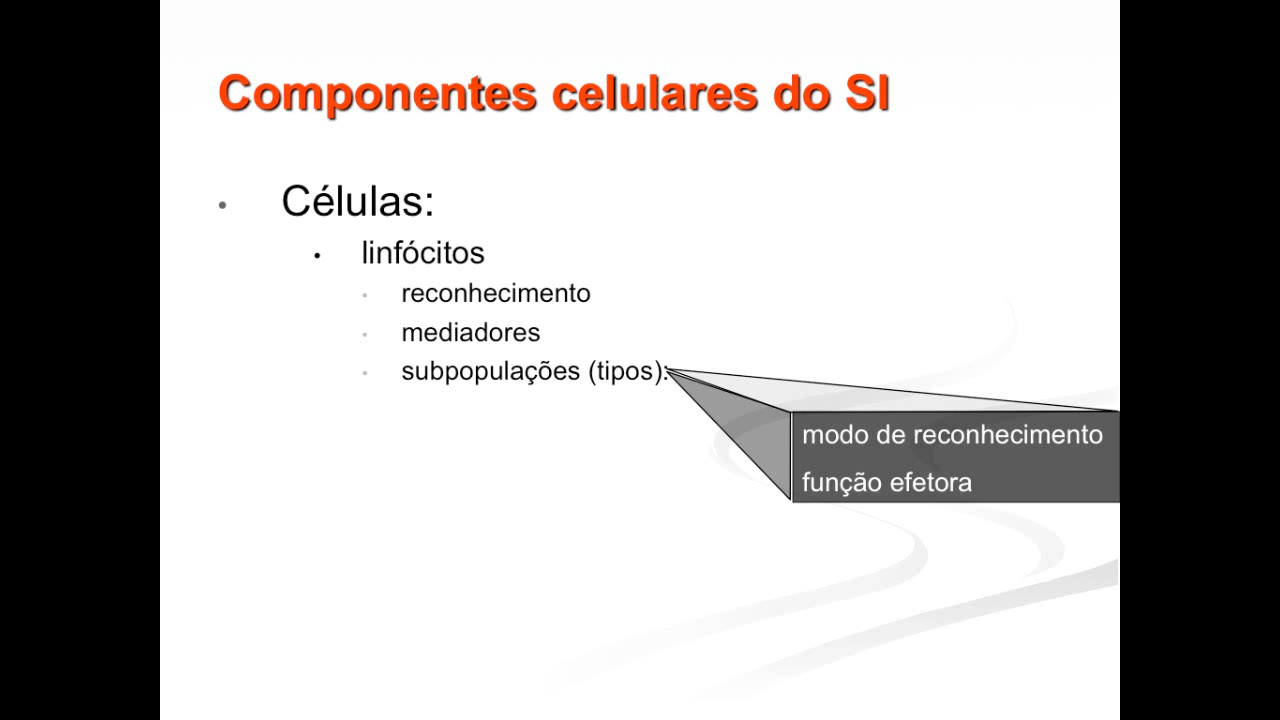 Componentes celulares do SI
• Células:
• linfócitos
• reconhecimento
• mediadores
• subpopulações (tipos):
modo de reconhecimento
função efetora